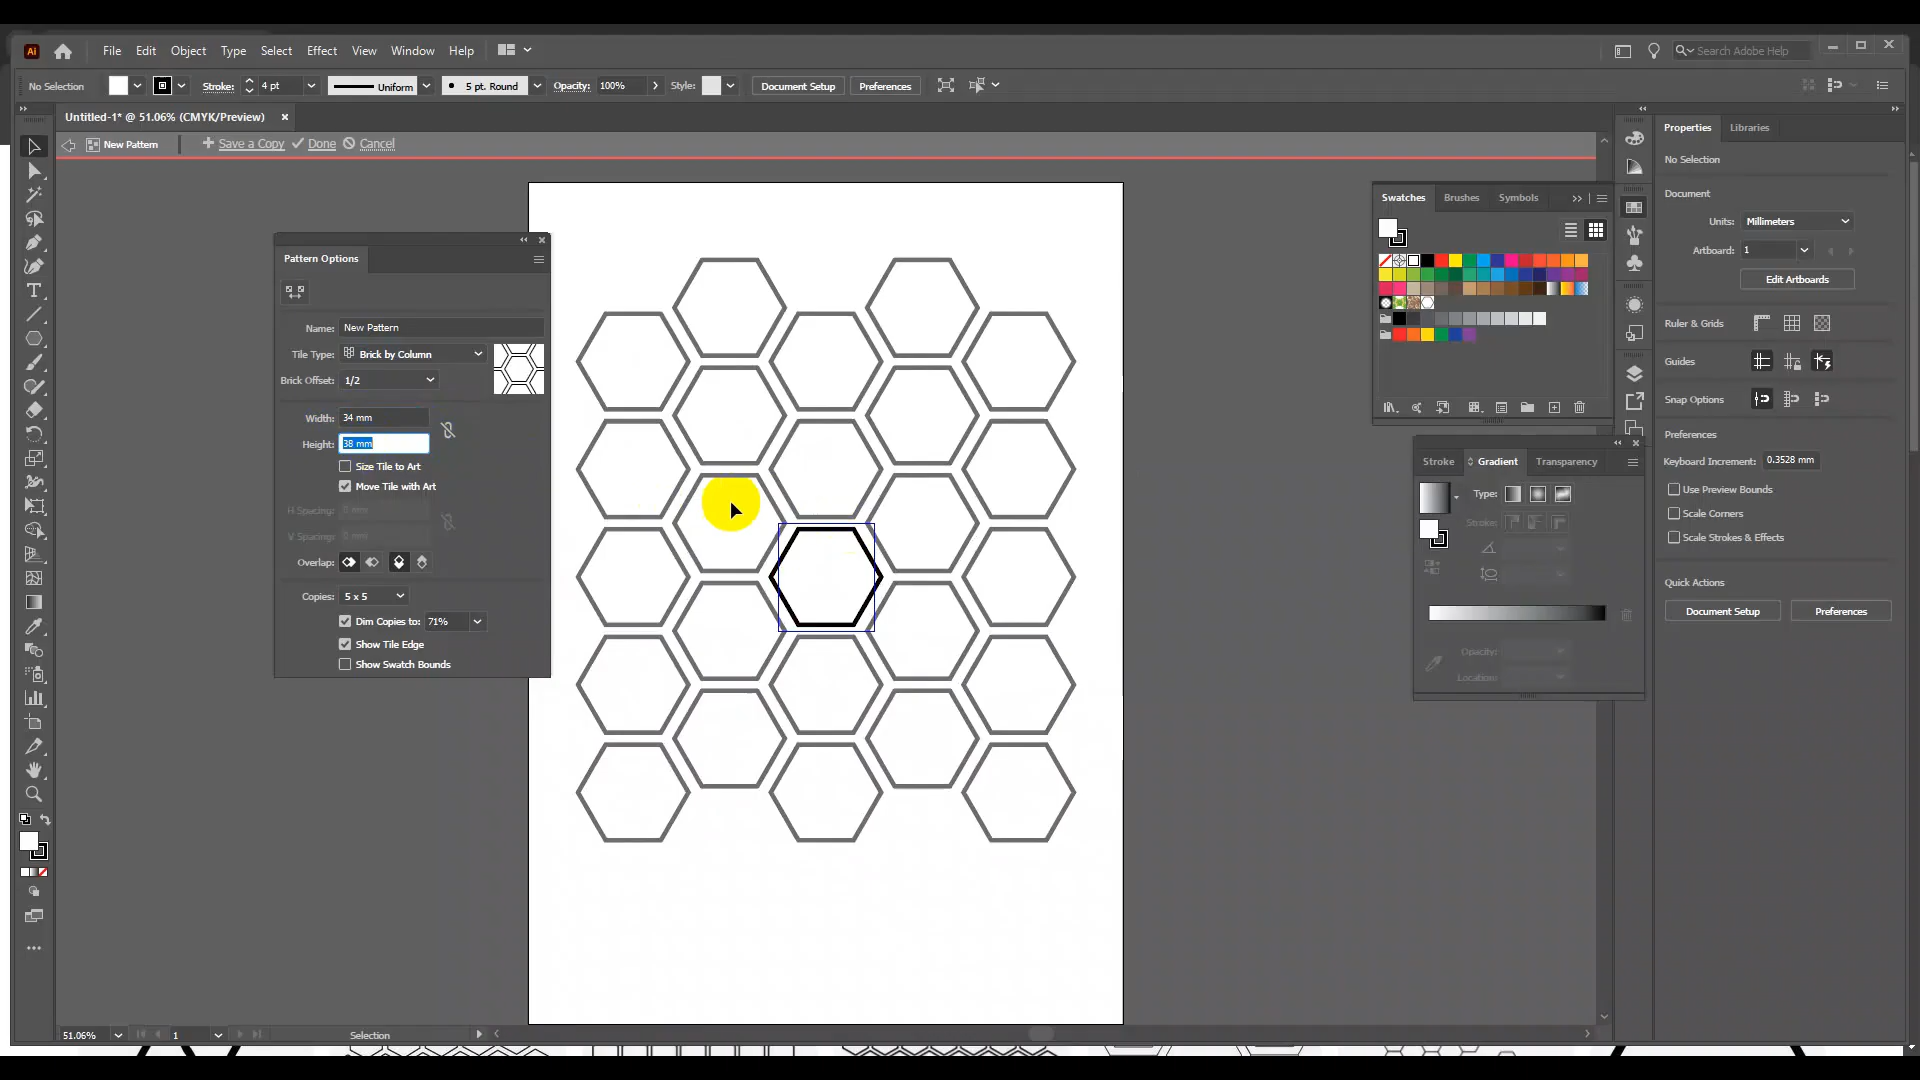 Ai File Edit Object Type Select Effect View Window Help Search Adobe Help
No Selection Stroke: 4 pt Uniform 5 pt. Round Opacity: 100% Style: Document Setup Preferences
Untitled-1* @ 51.06% (CMYK/Preview)
New Pattern Save a Copy Done Cancel
Properties Libraries
No Selection
Document
Units: Millimeters
Artboard: 1
Edit Artboards
Ruler & Grids
Guides
Snap Options
Preferences
Keyboard Increment: 0.3528 mm
Use Preview Bounds
Scale Corners
Scale Strokes & Effects
Quick Actions
Document Setup Preferences
Swatches Brushes Symbols
Stroke Gradient Transparency
Type:
Stroke:
Opacity:
Location:
Pattern Options
Name: New Pattern
Tile Type: Brick by Column
Brick Offset: 1/2
Width: 34 mm
Height: 38 mm
Size Tile to Art
Move Tile with Art
H Spacing: 0 mm
V Spacing: 0 mm
Overlap:
Copies: 5 x 5
Dim Copies to: 71%
Show Tile Edge
Show Swatch Bounds
51.06% 1 Selection